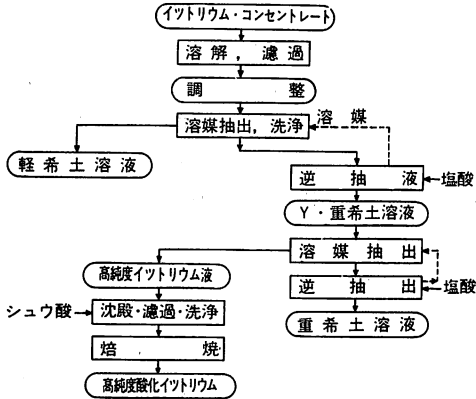 イツトリウム・コンセントレート
溶解，濾過
調 整
溶媒抽出，洗浄
溶 媒
軽希土溶液
逆 抽 液
塩酸
Y・重希土溶液
溶 媒 抽 出
高純度イツトリウム液
逆 抽 出
塩酸
シュウ酸
沈殿・濾過・洗浄
重希土溶液
焙 焼
高純度酸化イツトリウム